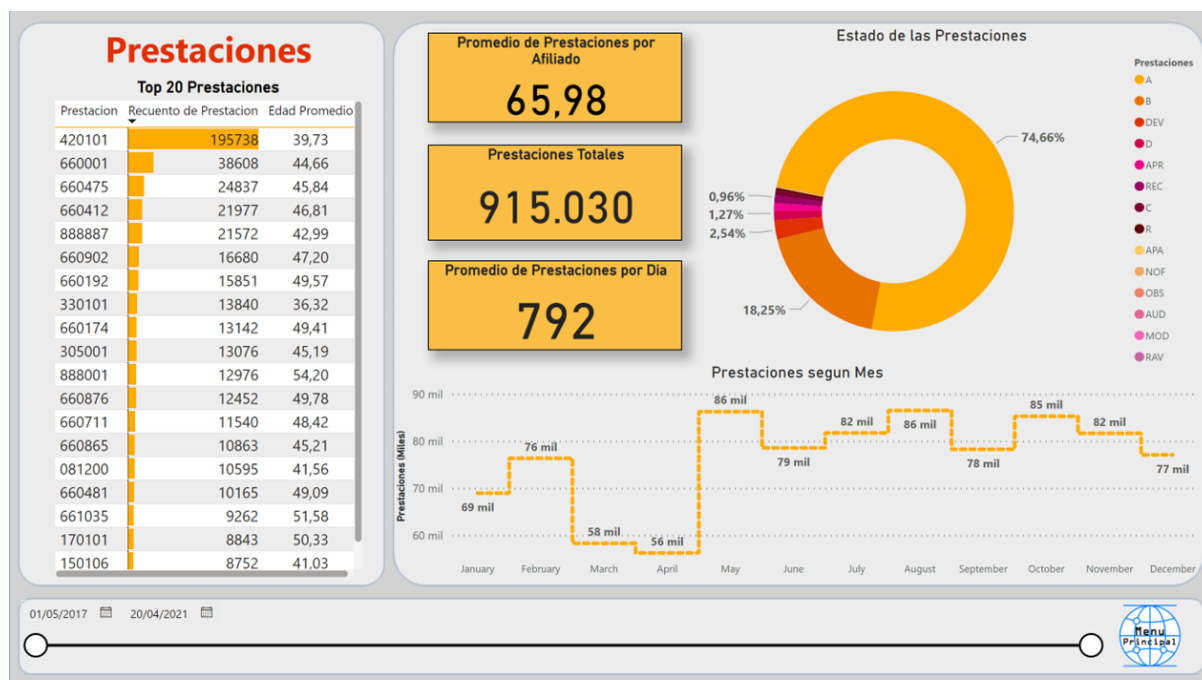 Prestaciones
Top 20 Prestaciones
Prestacion Recuento de Prestacion Edad Promedio
420101 195738 39,73
660001 38608 44,66
660475 24837 45,84
660412 21977 46,81
888887 21572 42,99
660902 16680 47,20
660192 15851 49,57
330101 13840 36,32
660174 13142 49,41
305001 13076 45,19
888001 12976 54,20
660876 12452 49,78
660711 11540 48,42
660865 10863 45,21
081200 10595 41,56
660481 10165 49,09
661035 9262 51,58
170101 8843 50,33
150106 8752 41,03
Promedio de Prestaciones por
Afiliado
65,98
Prestaciones Totales
915.030
Promedio de Prestaciones por Dia
792
Estado de las Prestaciones
74,66%
0,96%
1,27%
2,54%
18,25%
Prestaciones
A
B
DEV
D
APR
REC
C
R
APA
NOF
OBS
AUD
MOD
RAV
Prestaciones segun Mes
Prestaciones (Miles)
90 mil
80 mil
70 mil
60 mil
69 mil
76 mil
58 mil
56 mil
86 mil
79 mil
82 mil
86 mil
78 mil
85 mil
82 mil
77 mil
January February March April May June July August September October November December
01/05/2017 20/04/2021
Menu
Principal